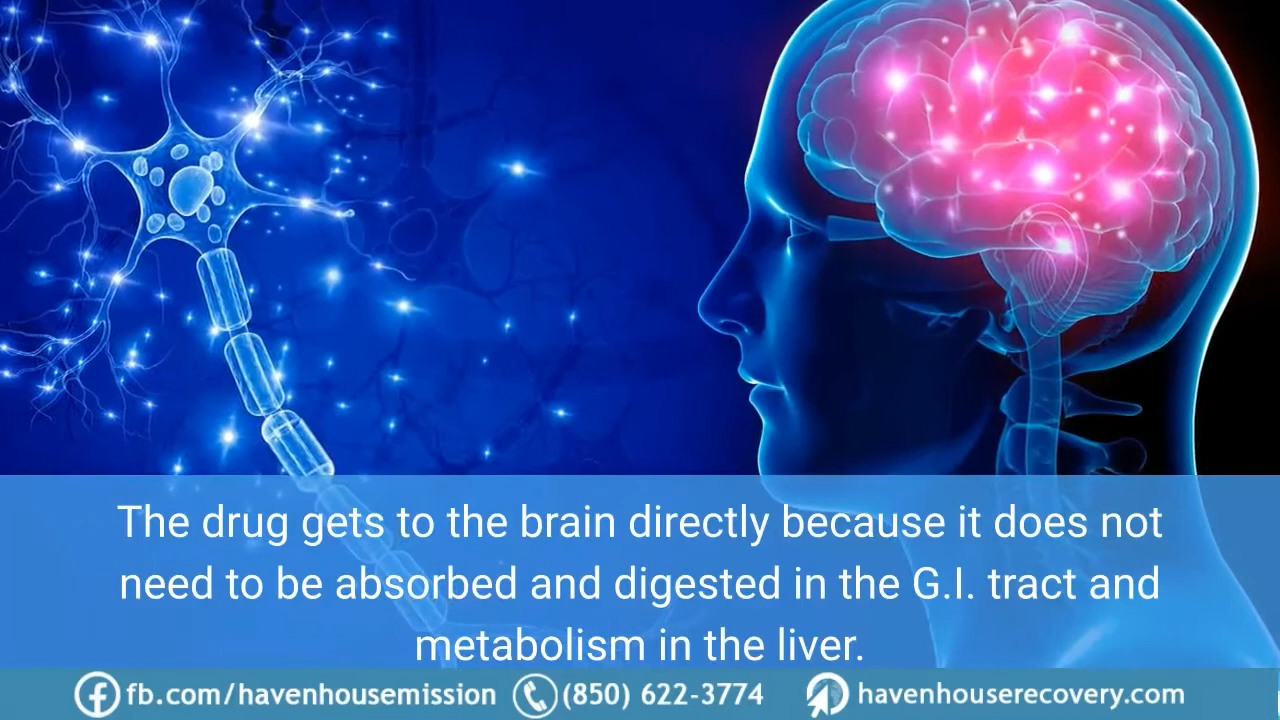 The drug gets to the brain directly because it does not
need to be absorbed and digested in the G.I. tract and
metabolism in the liver.
fb.com/havenhousemission (850) 622-3774 havenhouserecovery.com